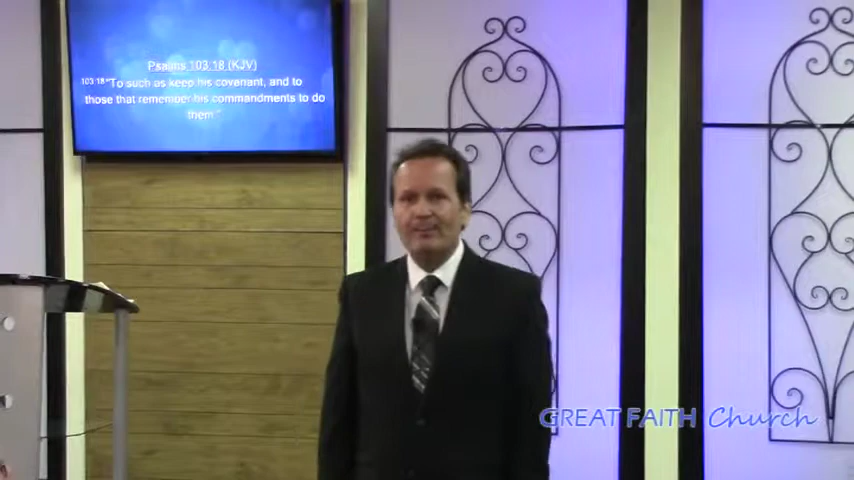 Psalms 103:18 (KJV)
103:18 "To such as keep his covenant, and to
those that remember his commandments to do
them."
GREAT FAITH Church